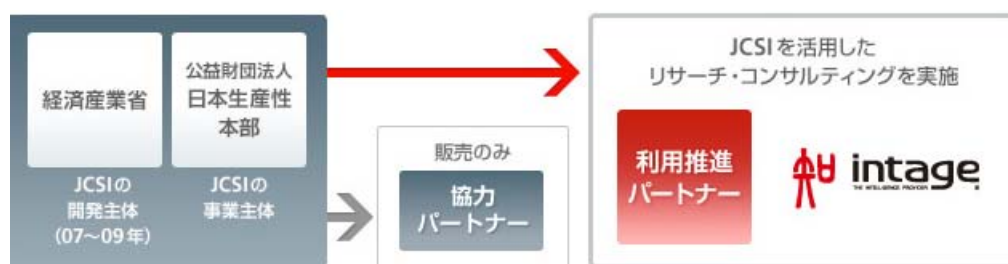 経済産業省
JCSIの
開発主体
(07〜09年)
公益財団法人
日本生産性
本部
JCSIの
事業主体
販売のみ
協力
パートナー
JCSIを活用した
リサーチ・コンサルティングを実施
利用推進
パートナー
intage
THE INTELLIGENCE PROVIDER